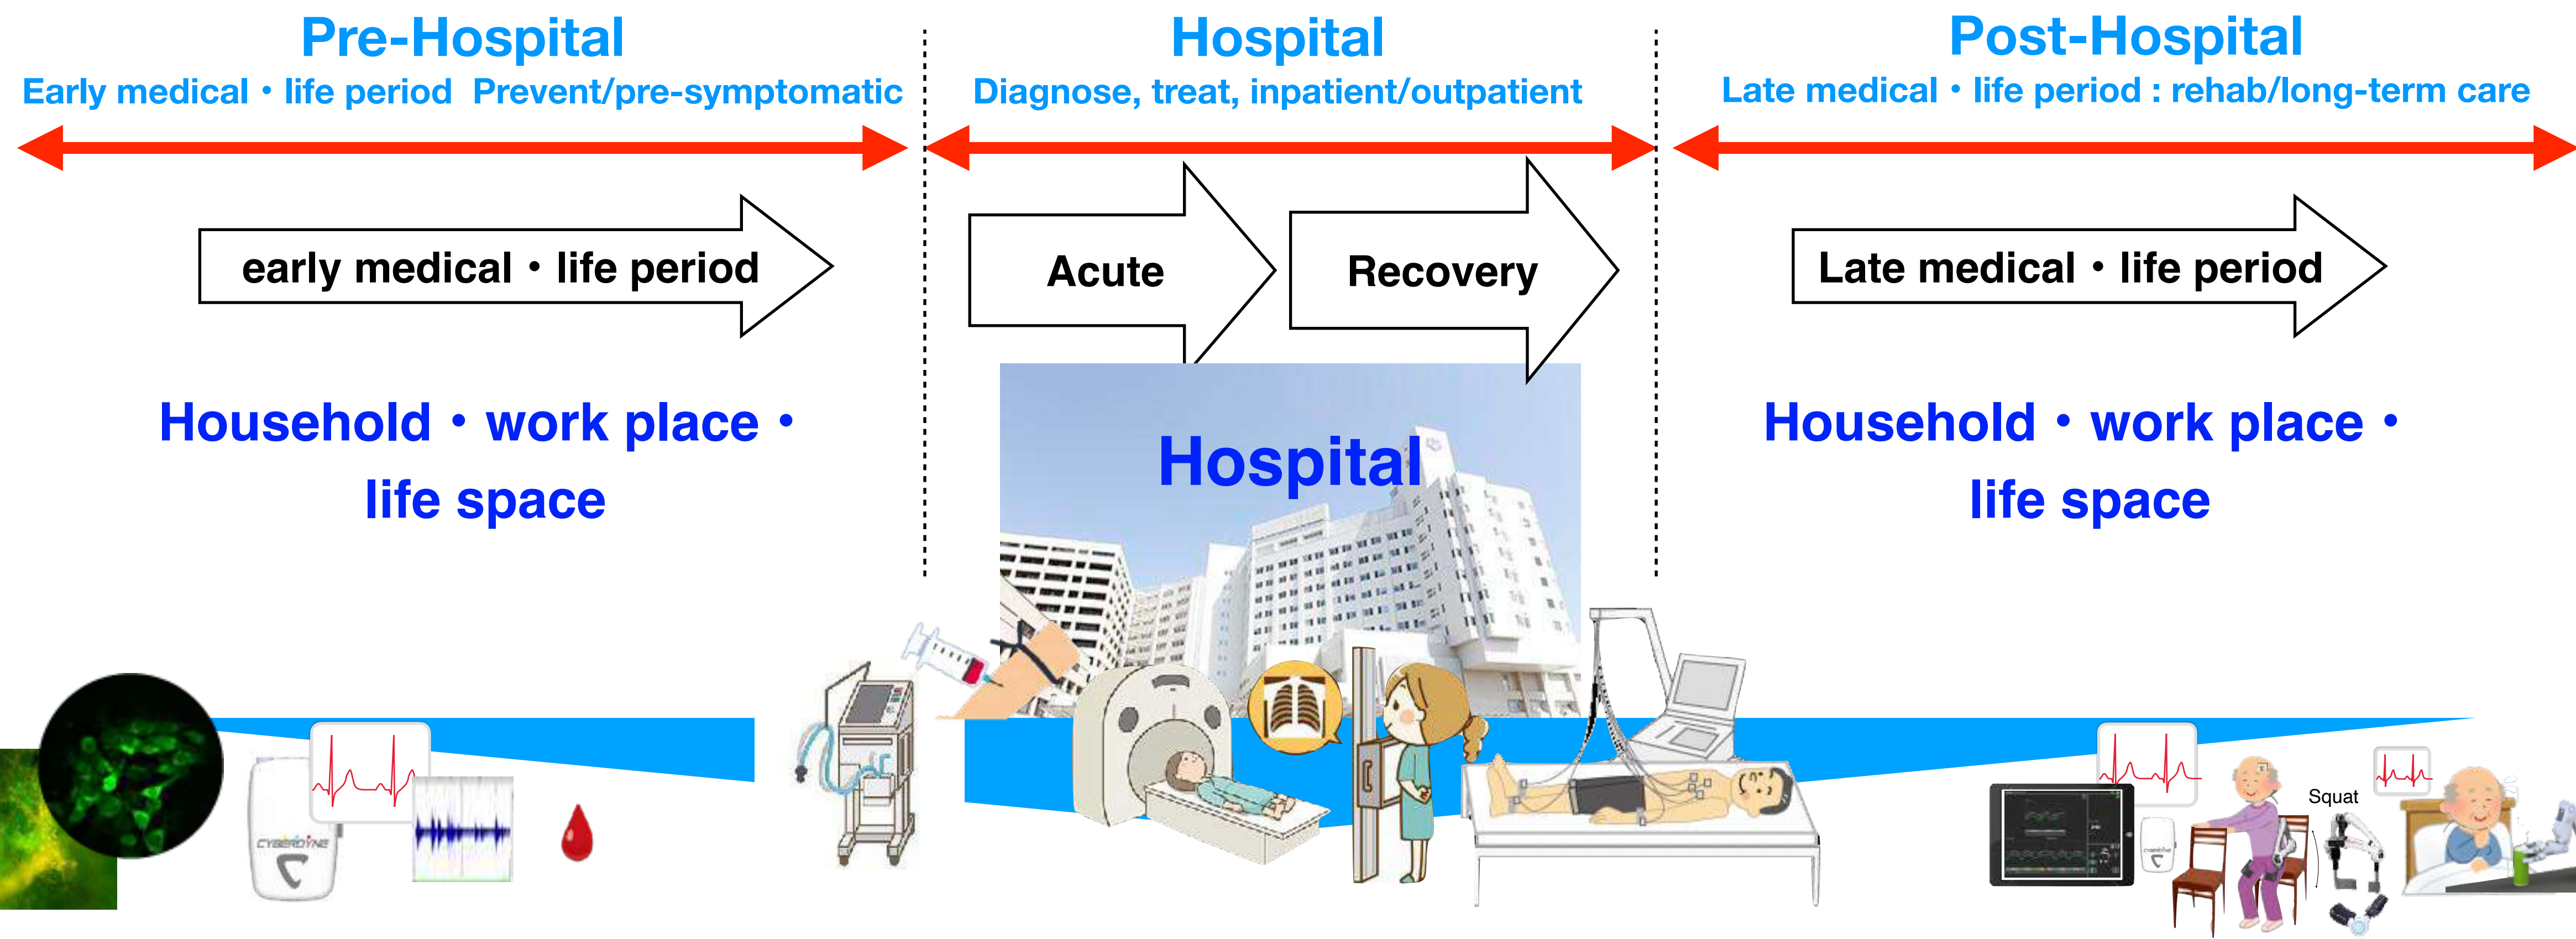 Pre-Hospital
Early medical・life period Prevent/pre-symptomatic
Hospital
Diagnose, treat, inpatient/outpatient
Post-Hospital
Late medical・life period : rehab/long-term care
early medical・life period
Acute
Recovery
Late medical・life period
Household・work place・
life space
Hospital
Household・work place・
life space
CYBERDYNE
Squat
CYBERDYNE